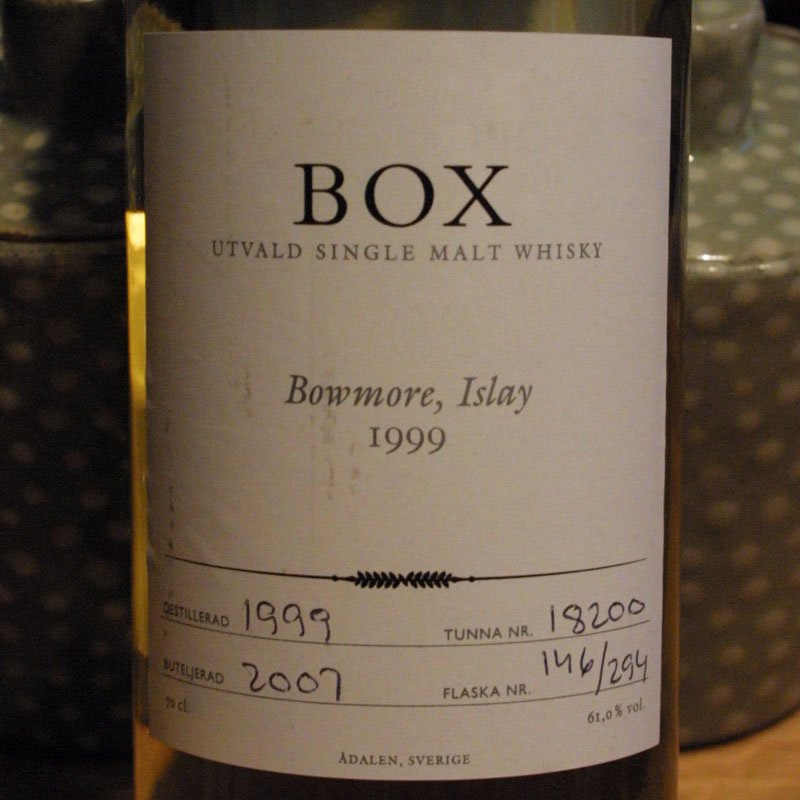 BOX
UTVALD SINGLE MALT WHISKY
Bowmore, Islay
1999
DESTILLERAD 1999 TUNNA NR. 18200
BUTELJERAD 2007 FLASKA NR. 146/294
70 cl. 61,0 % vol.
ÅDALEN, SVERIGE